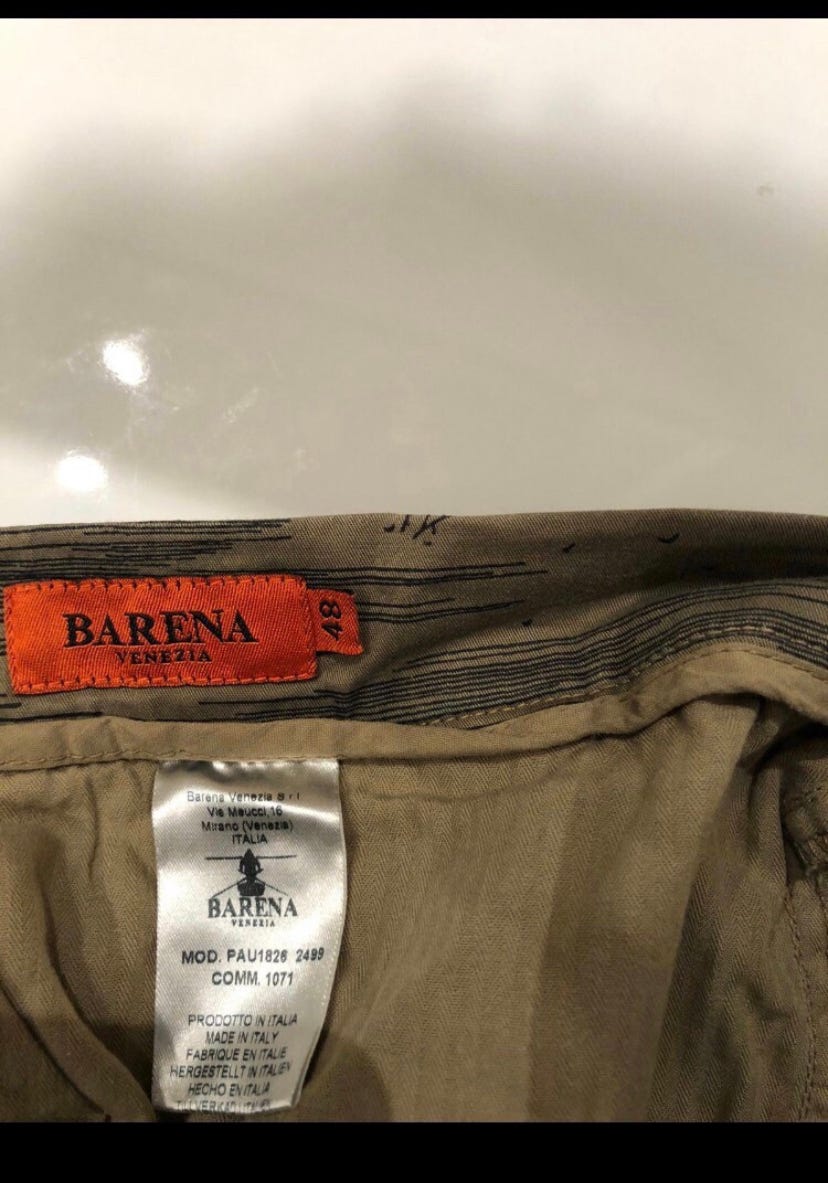 BARENA
VENEZIA
48
Barena Venezia S r l
Via Meucci,16
Mirano (Venezia)
ITALIA
BARENA
VENEZIA
MOD. PAU1826 2499
COMM. 1071
PRODOTTO IN ITALIA
MADE IN ITALY
FABRIQUE EN ITALIE
HERGESTELLT IN ITALIEN
HECHO EN ITALIA